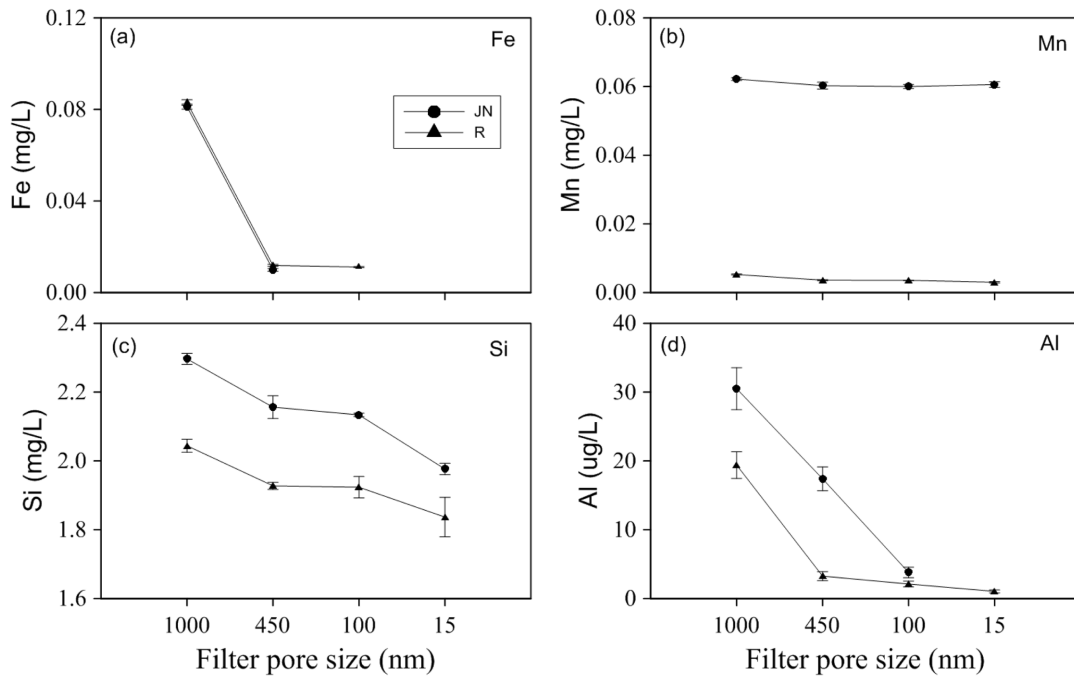 (a)
Fe
0.12
0.08
0.04
0.00
Fe (mg/L)
JN
R
(b)
Mn
0.08
0.06
0.04
0.02
0.00
Mn (mg/L)
(c)
Si
2.4
2.2
2.0
1.8
1.6
Si (mg/L)
1000 450 100 15
Filter pore size (nm)
(d)
Al
40
30
20
10
0
Al (ug/L)
1000 450 100 15
Filter pore size (nm)